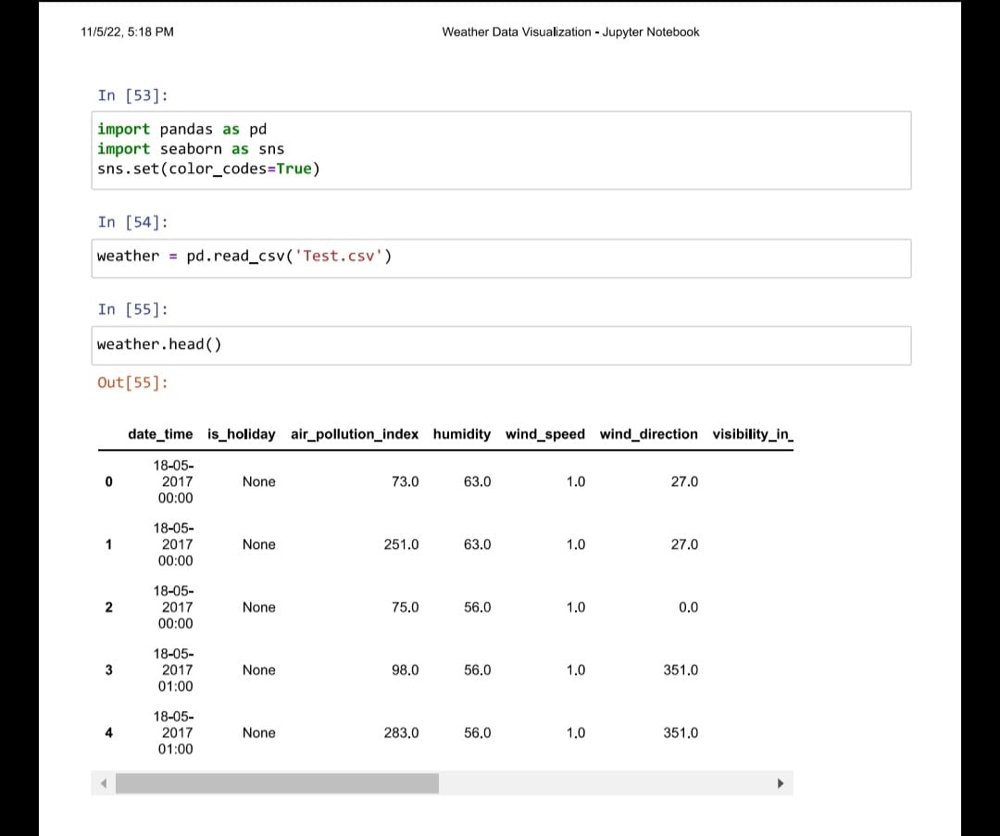 11/5/22, 5:18 PM Weather Data Visualization - Jupyter Notebook
In [53]:
import pandas as pd
import seaborn as sns
sns.set(color_codes=True)
In [54]:
weather = pd.read_csv('Test.csv')
In [55]:
weather.head()
Out[55]:
date_time is_holiday air_pollution_index humidity wind_speed wind_direction visibility_in_
18-05-
0 2017 None 73.0 63.0 1.0 27.0
00:00
18-05-
1 2017 None 251.0 63.0 1.0 27.0
00:00
18-05-
2 2017 None 75.0 56.0 1.0 0.0
00:00
18-05-
3 2017 None 98.0 56.0 1.0 351.0
01:00
18-05-
4 2017 None 283.0 56.0 1.0 351.0
01:00